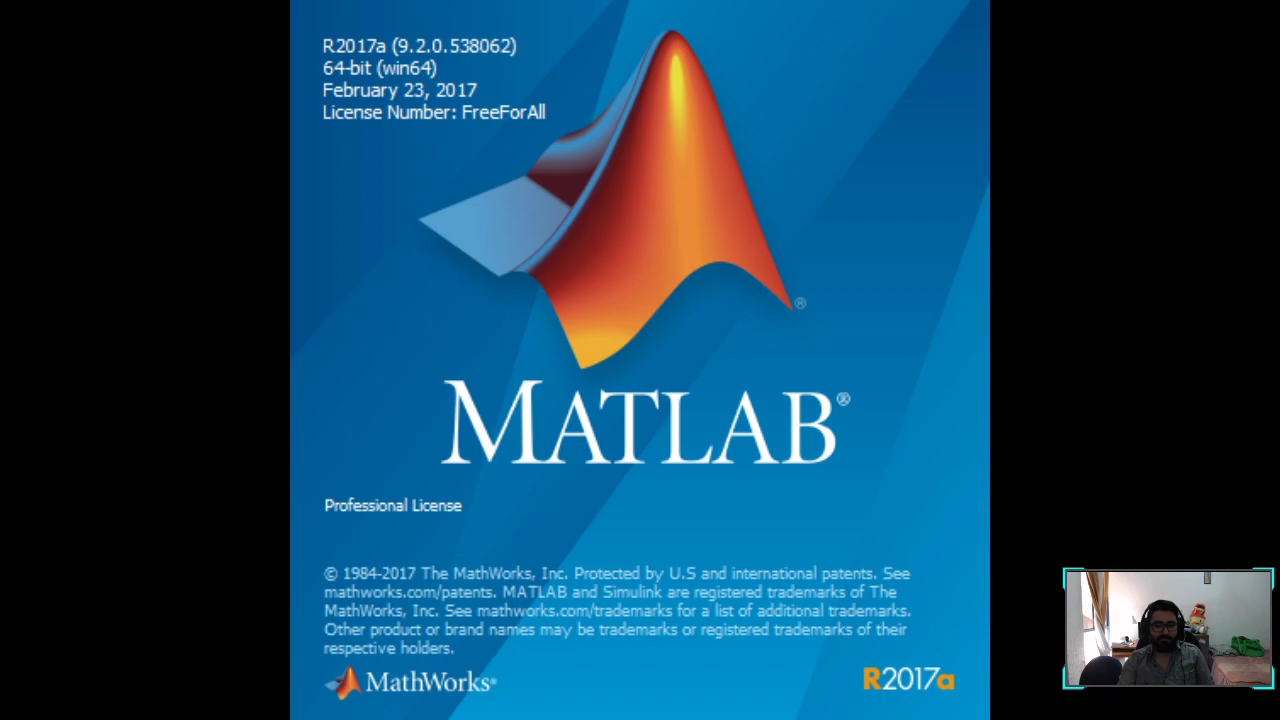 R2017a (9.2.0.538062)
64-bit (win64)
February 23, 2017
License Number: FreeForAll
®
MATLAB®
Professional License
© 1984-2017 The MathWorks, Inc. Protected by U.S and international patents. See
mathworks.com/patents. MATLAB and Simulink are registered trademarks of The
MathWorks, Inc. See mathworks.com/trademarks for a list of additional trademarks.
Other product or brand names may be trademarks or registered trademarks of their
respective holders.
MathWorks®
R2017a